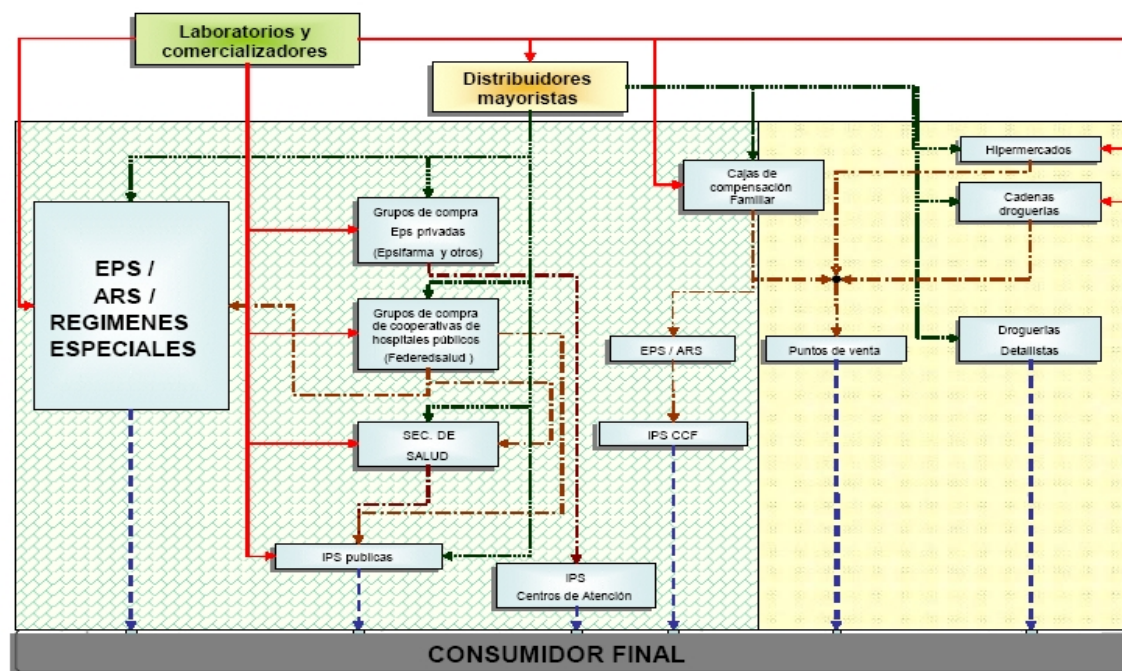 Laboratorios y
comercializadores
Distribuidores
mayoristas
Hipermercados
Cajas de
compensación
Familiar
Cadenas
droguerías
Grupos de compra
Eps privadas
(Epsifarma y otros)
EPS /
ARS /
REGIMENES
ESPECIALES
Grupos de compra
de cooperativas de
hospitales públicos
(Federedsalud )
EPS / ARS
Puntos de venta
Droguerías
Detallistas
SEC. DE
SALUD
IPS CCF
IPS publicas
IPS
Centros de Atención
CONSUMIDOR FINAL